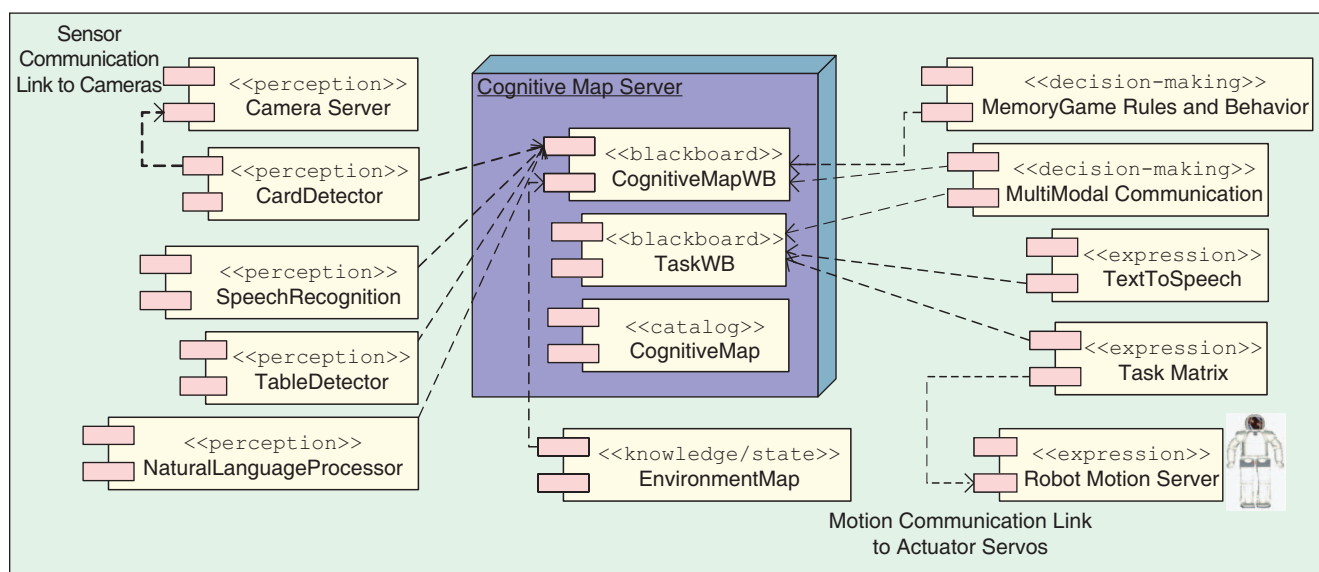 Sensor
Communication
Link to Cameras
<<perception>>
Camera Server
<<perception>>
CardDetector
<<perception>>
SpeechRecognition
<<perception>>
TableDetector
<<perception>>
NaturalLanguageProcessor
Cognitive Map Server
<<blackboard>>
CognitiveMapWB
<<blackboard>>
TaskWB
<<catalog>>
CognitiveMap
<<knowledge/state>>
EnvironmentMap
<<decision-making>>
MemoryGame Rules and Behavior
<<decision-making>>
MultiModal Communication
<<expression>>
TextToSpeech
<<expression>>
Task Matrix
<<expression>>
Robot Motion Server
Motion Communication Link
to Actuator Servos